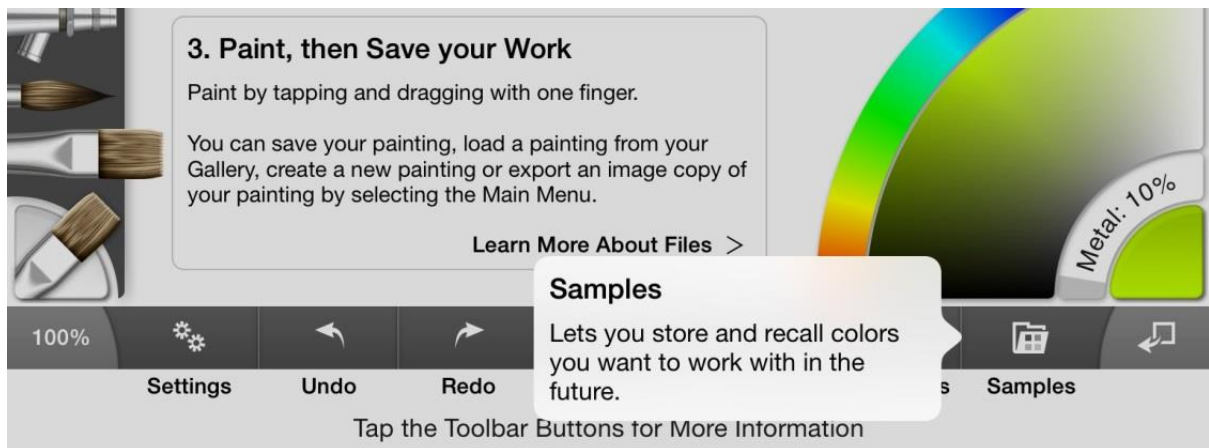 3. Paint, then Save your Work
Paint by tapping and dragging with one finger.
You can save your painting, load a painting from your
Gallery, create a new painting or export an image copy of
your painting by selecting the Main Menu.
Learn More About Files >
Metal: 10%
Samples
Lets you store and recall colors
you want to work with in the
future.
100%
Settings Undo Redo s Samples
Tap the Toolbar Buttons for More Information